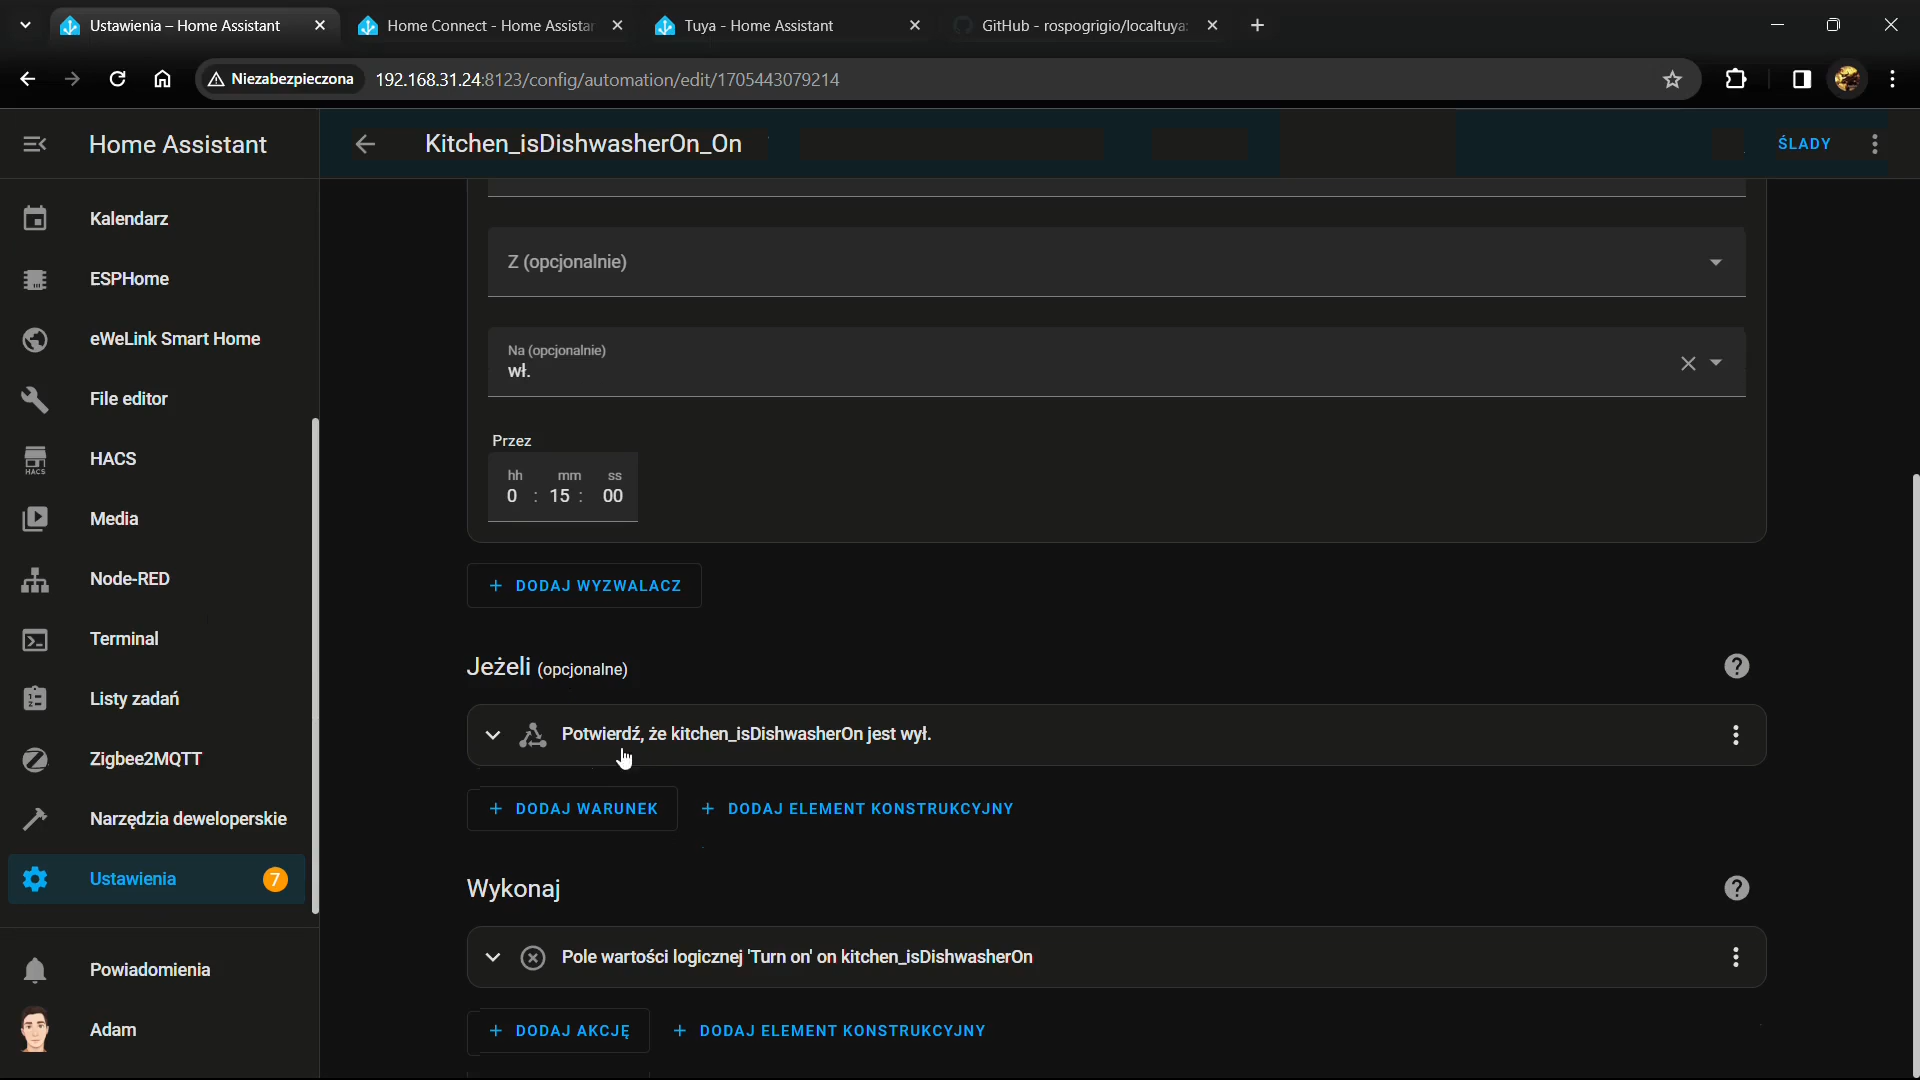 Ustawienia – Home Assistant
Home Connect - Home Assistar
Tuya - Home Assistant
GitHub - rospogrigio/localtuya:
Niezabezpieczona
192.168.31.24:8123/config/automation/edit/1705443079214
Home Assistant
Kitchen_isDishwasherOn_On
ŚLADY
Kalendarz
ESPHome
eWeLink Smart Home
File editor
HACS
HACS
Media
Node-RED
Terminal
Listy zadań
Zigbee2MQTT
Narzędzia deweloperskie
Ustawienia
7
Powiadomienia
Adam
Z (opcjonalnie)
Na (opcjonalnie)
wł.
Przez
hh mm ss
0 : 15 : 00
DODAJ WYZWALACZ
Jeżeli (opcjonalne)
Potwierdź, że kitchen_isDishwasherOn jest wył.
DODAJ WARUNEK
DODAJ ELEMENT KONSTRUKCYJNY
Wykonaj
Pole wartości logicznej 'Turn on' on kitchen_isDishwasherOn
DODAJ AKCJĘ
DODAJ ELEMENT KONSTRUKCYJNY